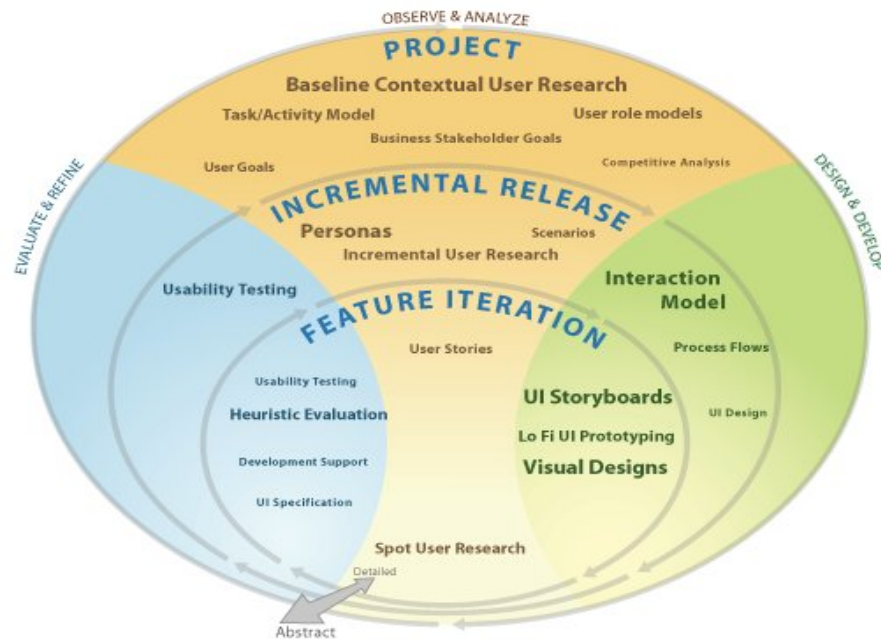 OBSERVE & ANALYZE
PROJECT
Baseline Contextual User Research
Task/Activity Model
User role models
Business Stakeholder Goals
User Goals
Competitive Analysis
EVALUATE & REFINE
DESIGN & DEVELOP
INCREMENTAL RELEASE
Personas
Scenarios
Incremental User Research
Usability Testing
Interaction
Model
FEATURE ITERATION
User Stories
Process Flows
Usability Testing
UI Storyboards
Heuristic Evaluation
UI Design
Lo Fi UI Prototyping
Development Support
Visual Designs
UI Specification
Spot User Research
Detailed
Abstract